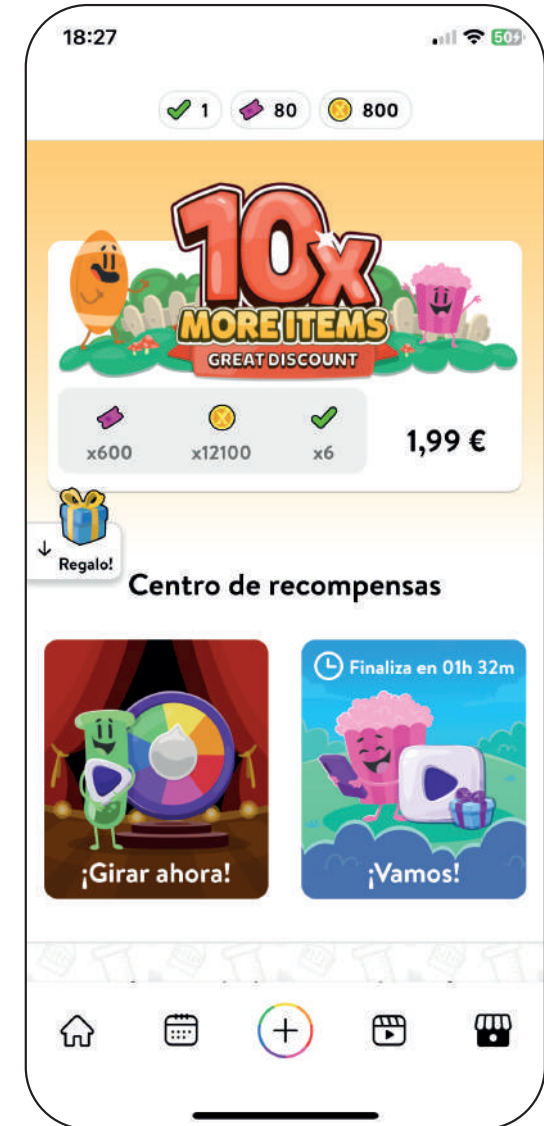 18:27
50
1 80 800
10x
MORE ITEMS
GREAT DISCOUNT
x600 x12100 x6
1,99 €
Regalo!
Centro de recompensas
Finaliza en 01h 32m
¡Girar ahora!
¡Vamos!